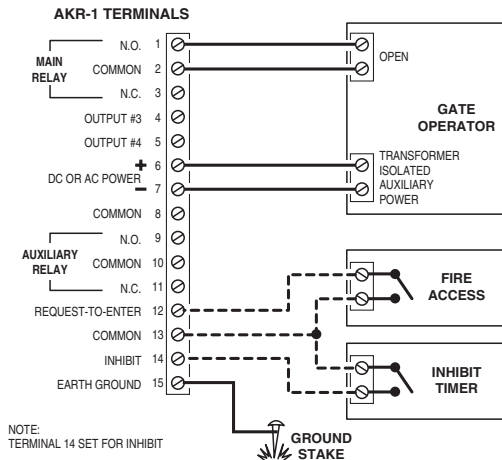 AKR-1 TERMINALS
MAIN
RELAY
N.O. 1
COMMON 2
N.C. 3
OUTPUT #3 4
OUTPUT #4 5
+ 6
DC OR AC POWER
– 7
COMMON 8
AUXILIARY
RELAY
N.O. 9
COMMON 10
N.C. 11
REQUEST-TO-ENTER 12
COMMON 13
INHIBIT 14
EARTH GROUND 15
OPEN
GATE
OPERATOR
TRANSFORMER
ISOLATED
AUXILIARY
POWER
FIRE
ACCESS
INHIBIT
TIMER
GROUND
STAKE
NOTE:
TERMINAL 14 SET FOR INHIBIT